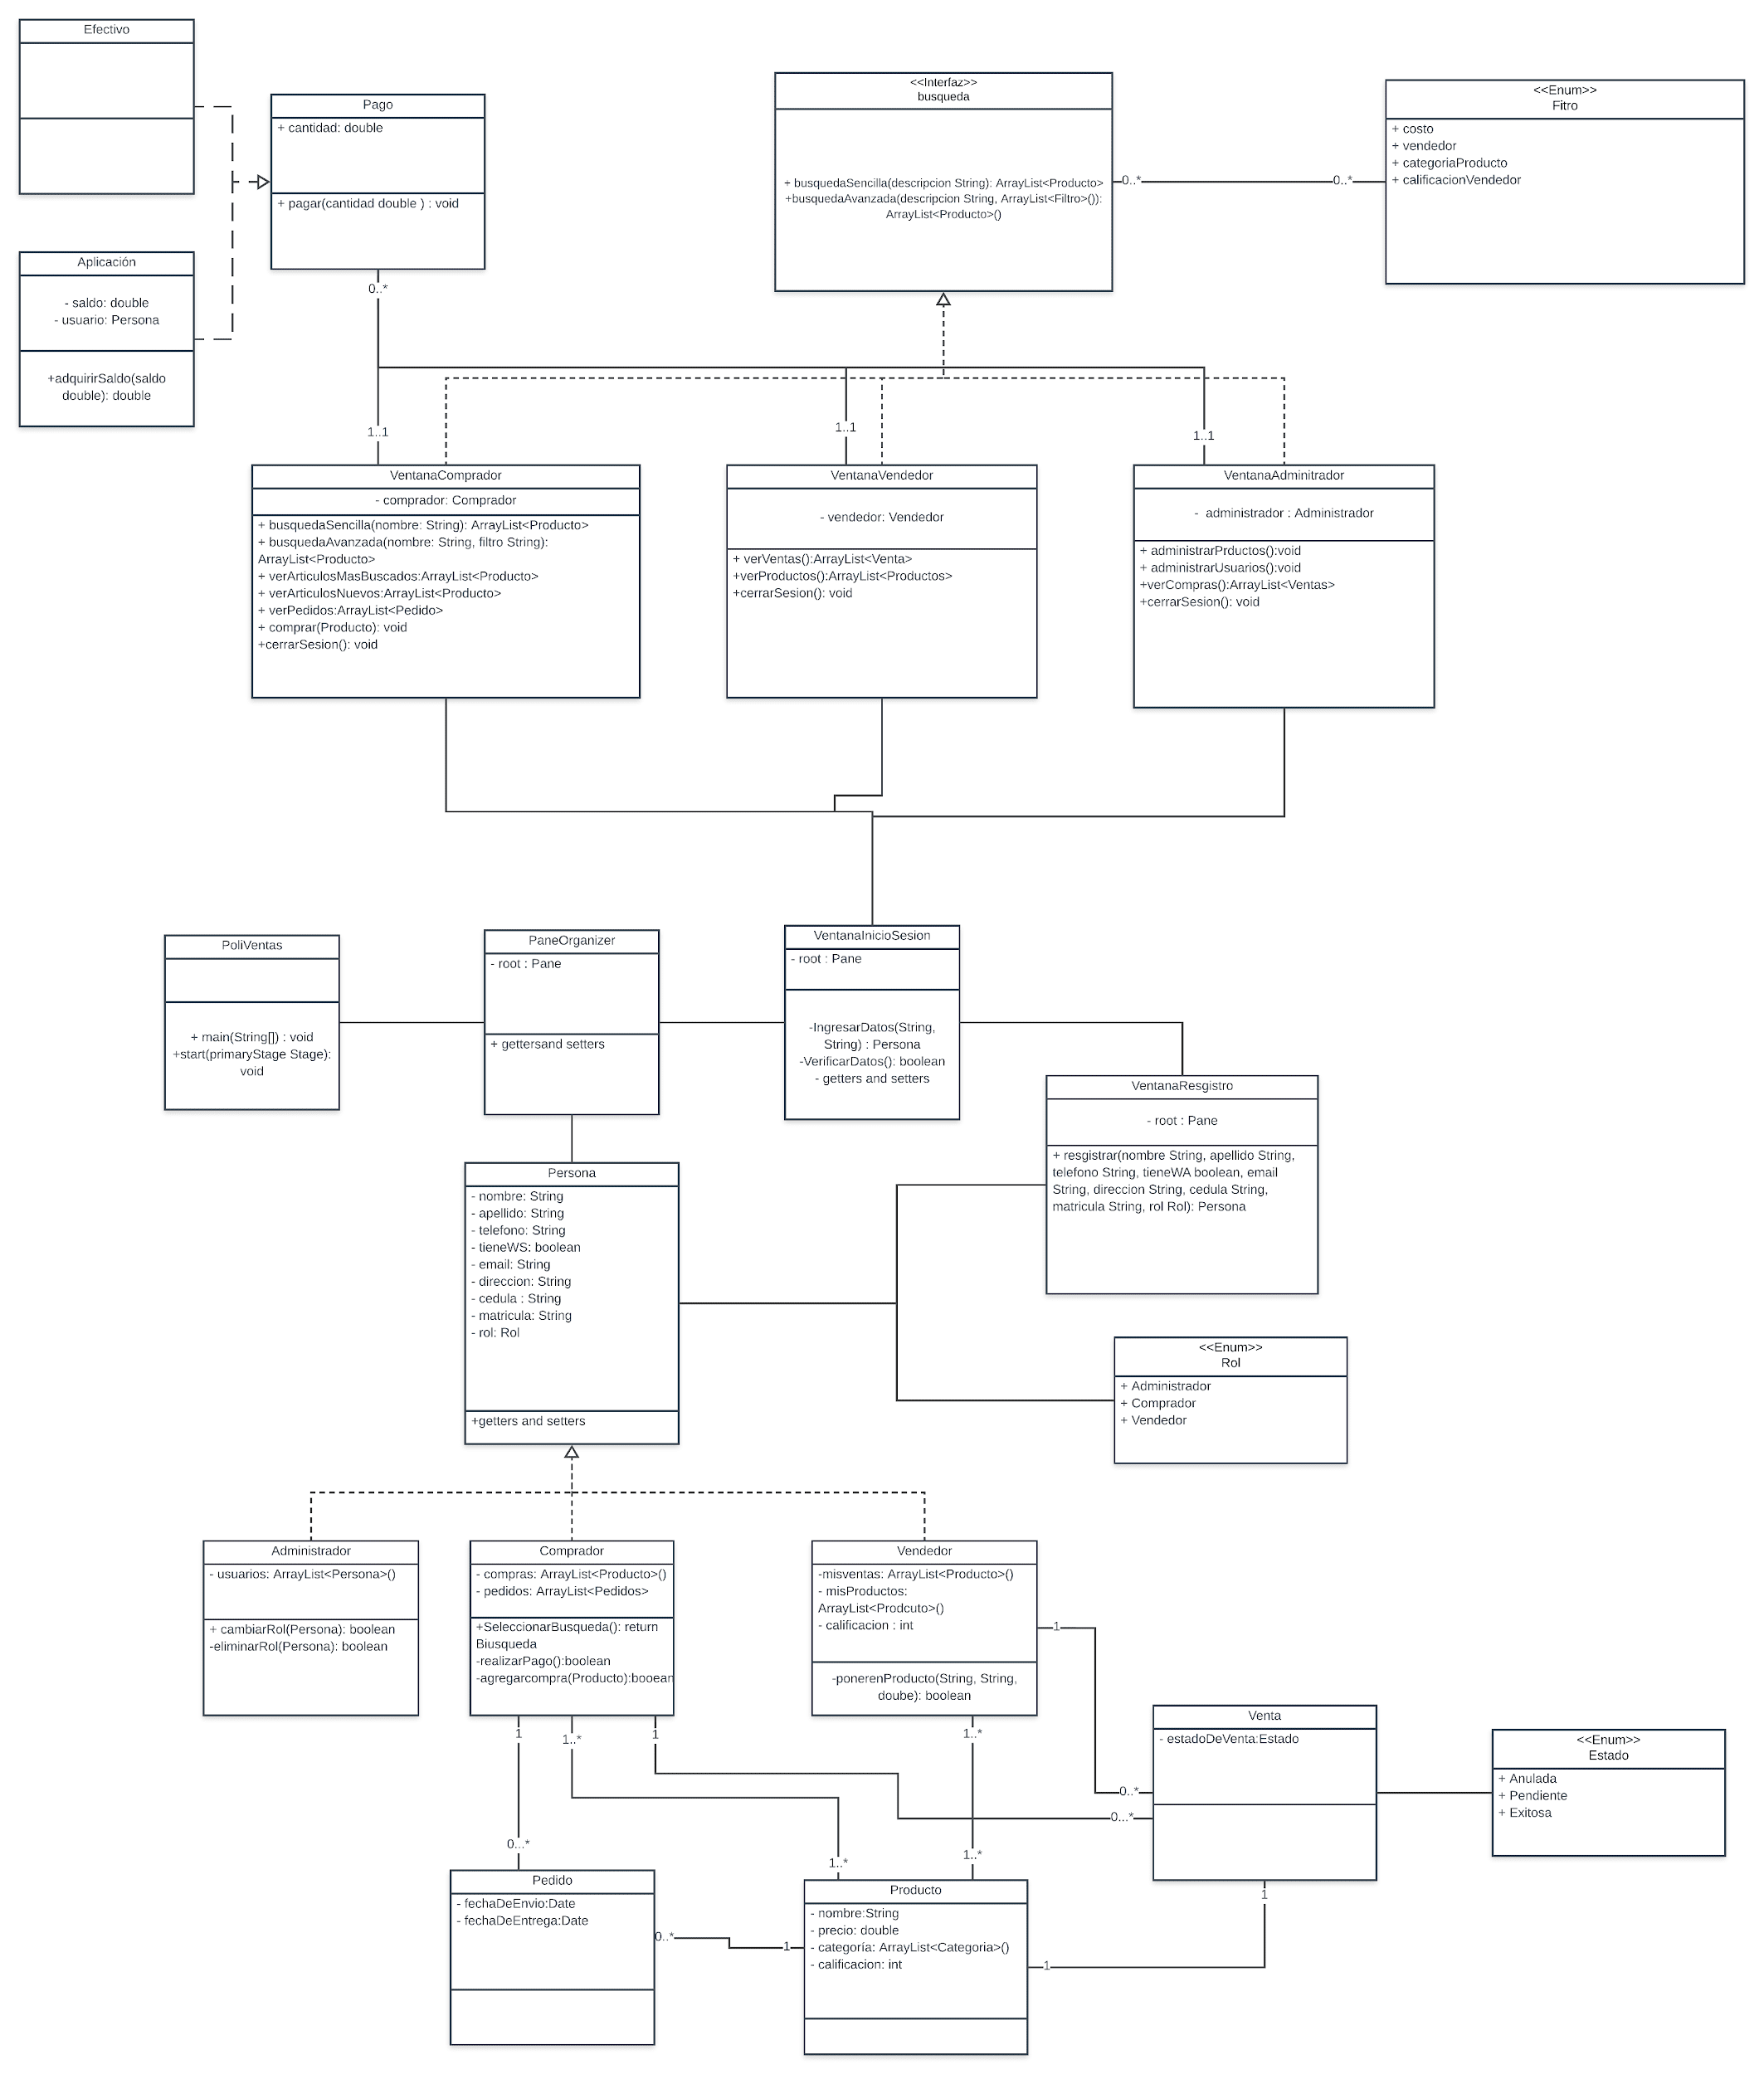 Efectivo
Pago
+ cantidad: double
+ pagar(cantidad double ) : void
<<Interfaz>>
busqueda
+ busquedaSencilla(descripcion String): ArrayList<Producto>
+busquedaAvanzada(descripcion String, ArrayList<Filtro>()):
ArrayList<Producto>()
0..*
0..*
<<Enum>>
Fitro
+ costo
+ vendedor
+ categoriaProducto
+ calificacionVendedor
Aplicación
- saldo: double
- usuario: Persona
+adquirirSaldo(saldo
double): double
0..*
1..1
1..1
1..1
VentanaComprador
- comprador: Comprador
+ busquedaSencilla(nombre: String): ArrayList<Producto>
+ busquedaAvanzada(nombre: String, filtro String):
ArrayList<Producto>
+ verArticulosMasBuscados:ArrayList<Producto>
+ verArticulosNuevos:ArrayList<Producto>
+ verPedidos:ArrayList<Pedido>
+ comprar(Producto): void
+cerrarSesion(): void
VentanaVendedor
- vendedor: Vendedor
+ verVentas():ArrayList<Venta>
+verProductos():ArrayList<Productos>
+cerrarSesion(): void
VentanaAdminitrador
- administrador : Administrador
+ administrarPrductos():void
+ administrarUsuarios():void
+verCompras():ArrayList<Ventas>
+cerrarSesion(): void
PoliVentas
+ main(String[]) : void
+start(primaryStage Stage):
void
PaneOrganizer
- root : Pane
+ gettersand setters
VentanaInicioSesion
- root : Pane
-IngresarDatos(String,
String) : Persona
-VerificarDatos(): boolean
- getters and setters
VentanaResgistro
- root : Pane
+ resgistrar(nombre String, apellido String,
telefono String, tieneWA boolean, email
String, direccion String, cedula String,
matricula String, rol Rol): Persona
Persona
- nombre: String
- apellido: String
- telefono: String
- tieneWS: boolean
- email: String
- direccion: String
- cedula : String
- matricula: String
- rol: Rol
+getters and setters
<<Enum>>
Rol
+ Administrador
+ Comprador
+ Vendedor
Administrador
- usuarios: ArrayList<Persona>()
+ cambiarRol(Persona): boolean
-eliminarRol(Persona): boolean
Comprador
- compras: ArrayList<Producto>()
- pedidos: ArrayList<Pedidos>
+SeleccionarBusqueda(): return
Biusqueda
-realizarPago():boolean
-agregarcompra(Producto):booean
Vendedor
-misventas: ArrayList<Producto>()
- misProductos:
ArrayList<Prodcuto>()
- calificacion : int
-ponerenProducto(String, String,
doube): boolean
1
1
1..*
1
1..*
0..*
0...*
0...*
1..*
1..*
Venta
- estadoDeVenta:Estado
<<Enum>>
Estado
+ Anulada
+ Pendiente
+ Exitosa
Pedido
- fechaDeEnvio:Date
- fechaDeEntrega:Date
0..*
1
Producto
- nombre:String
- precio: double
- categoría: ArrayList<Categoria>()
- calificacion: int
1
1